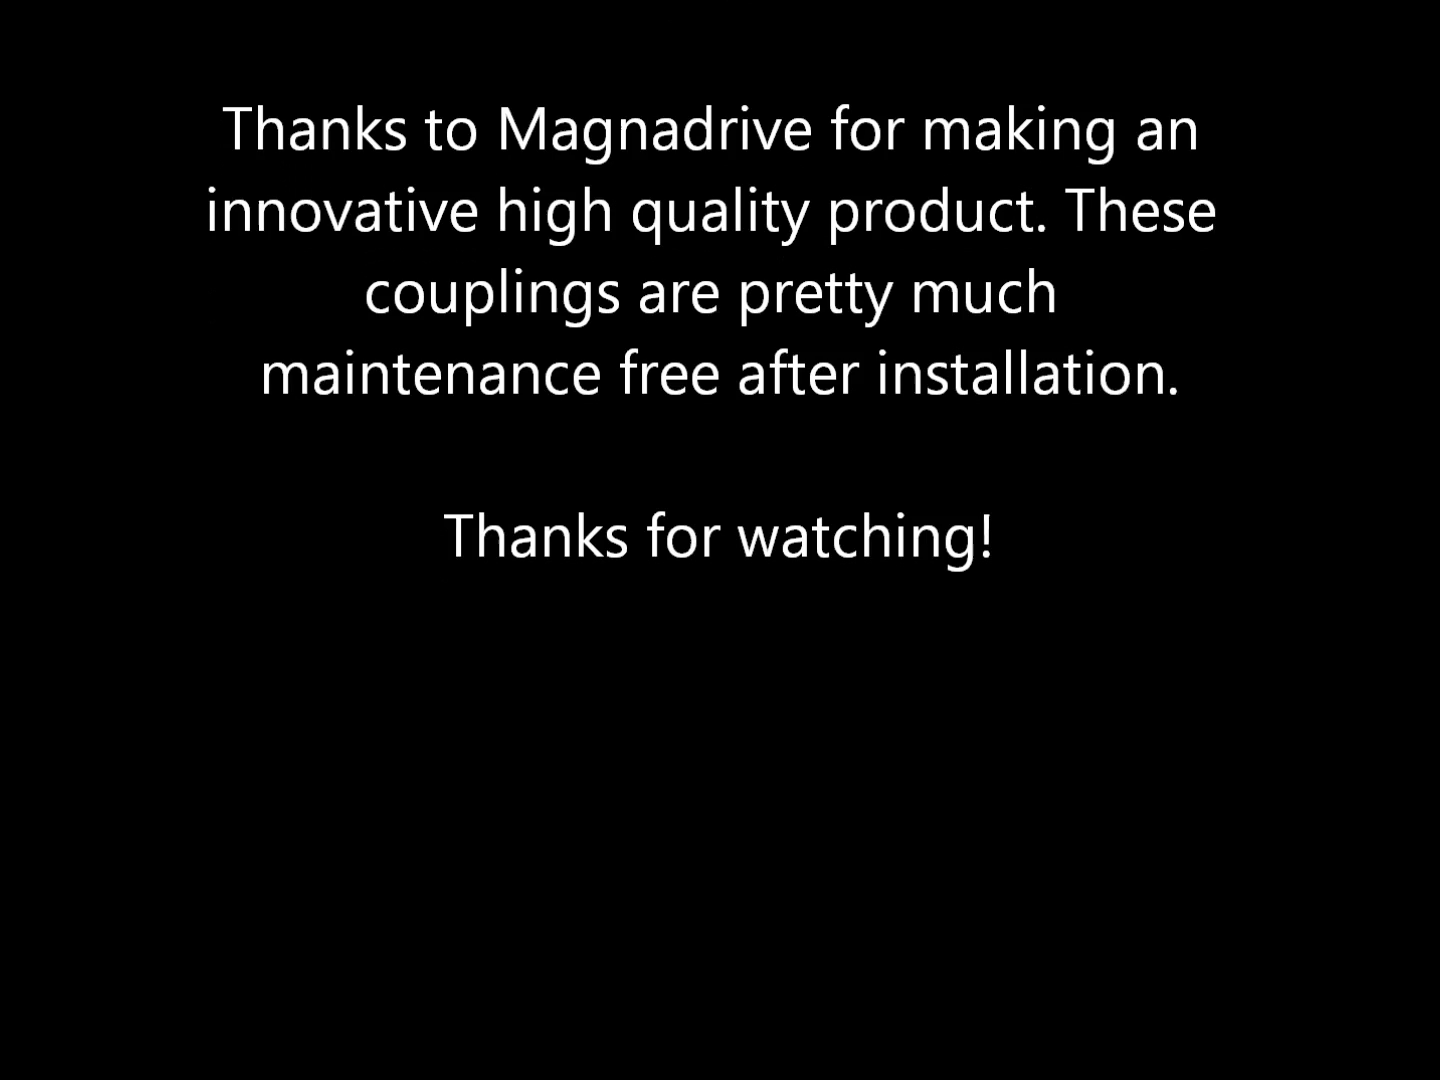 Thanks to Magnadrive for making an
innovative high quality product. These
couplings are pretty much
maintenance free after installation.
Thanks for watching!